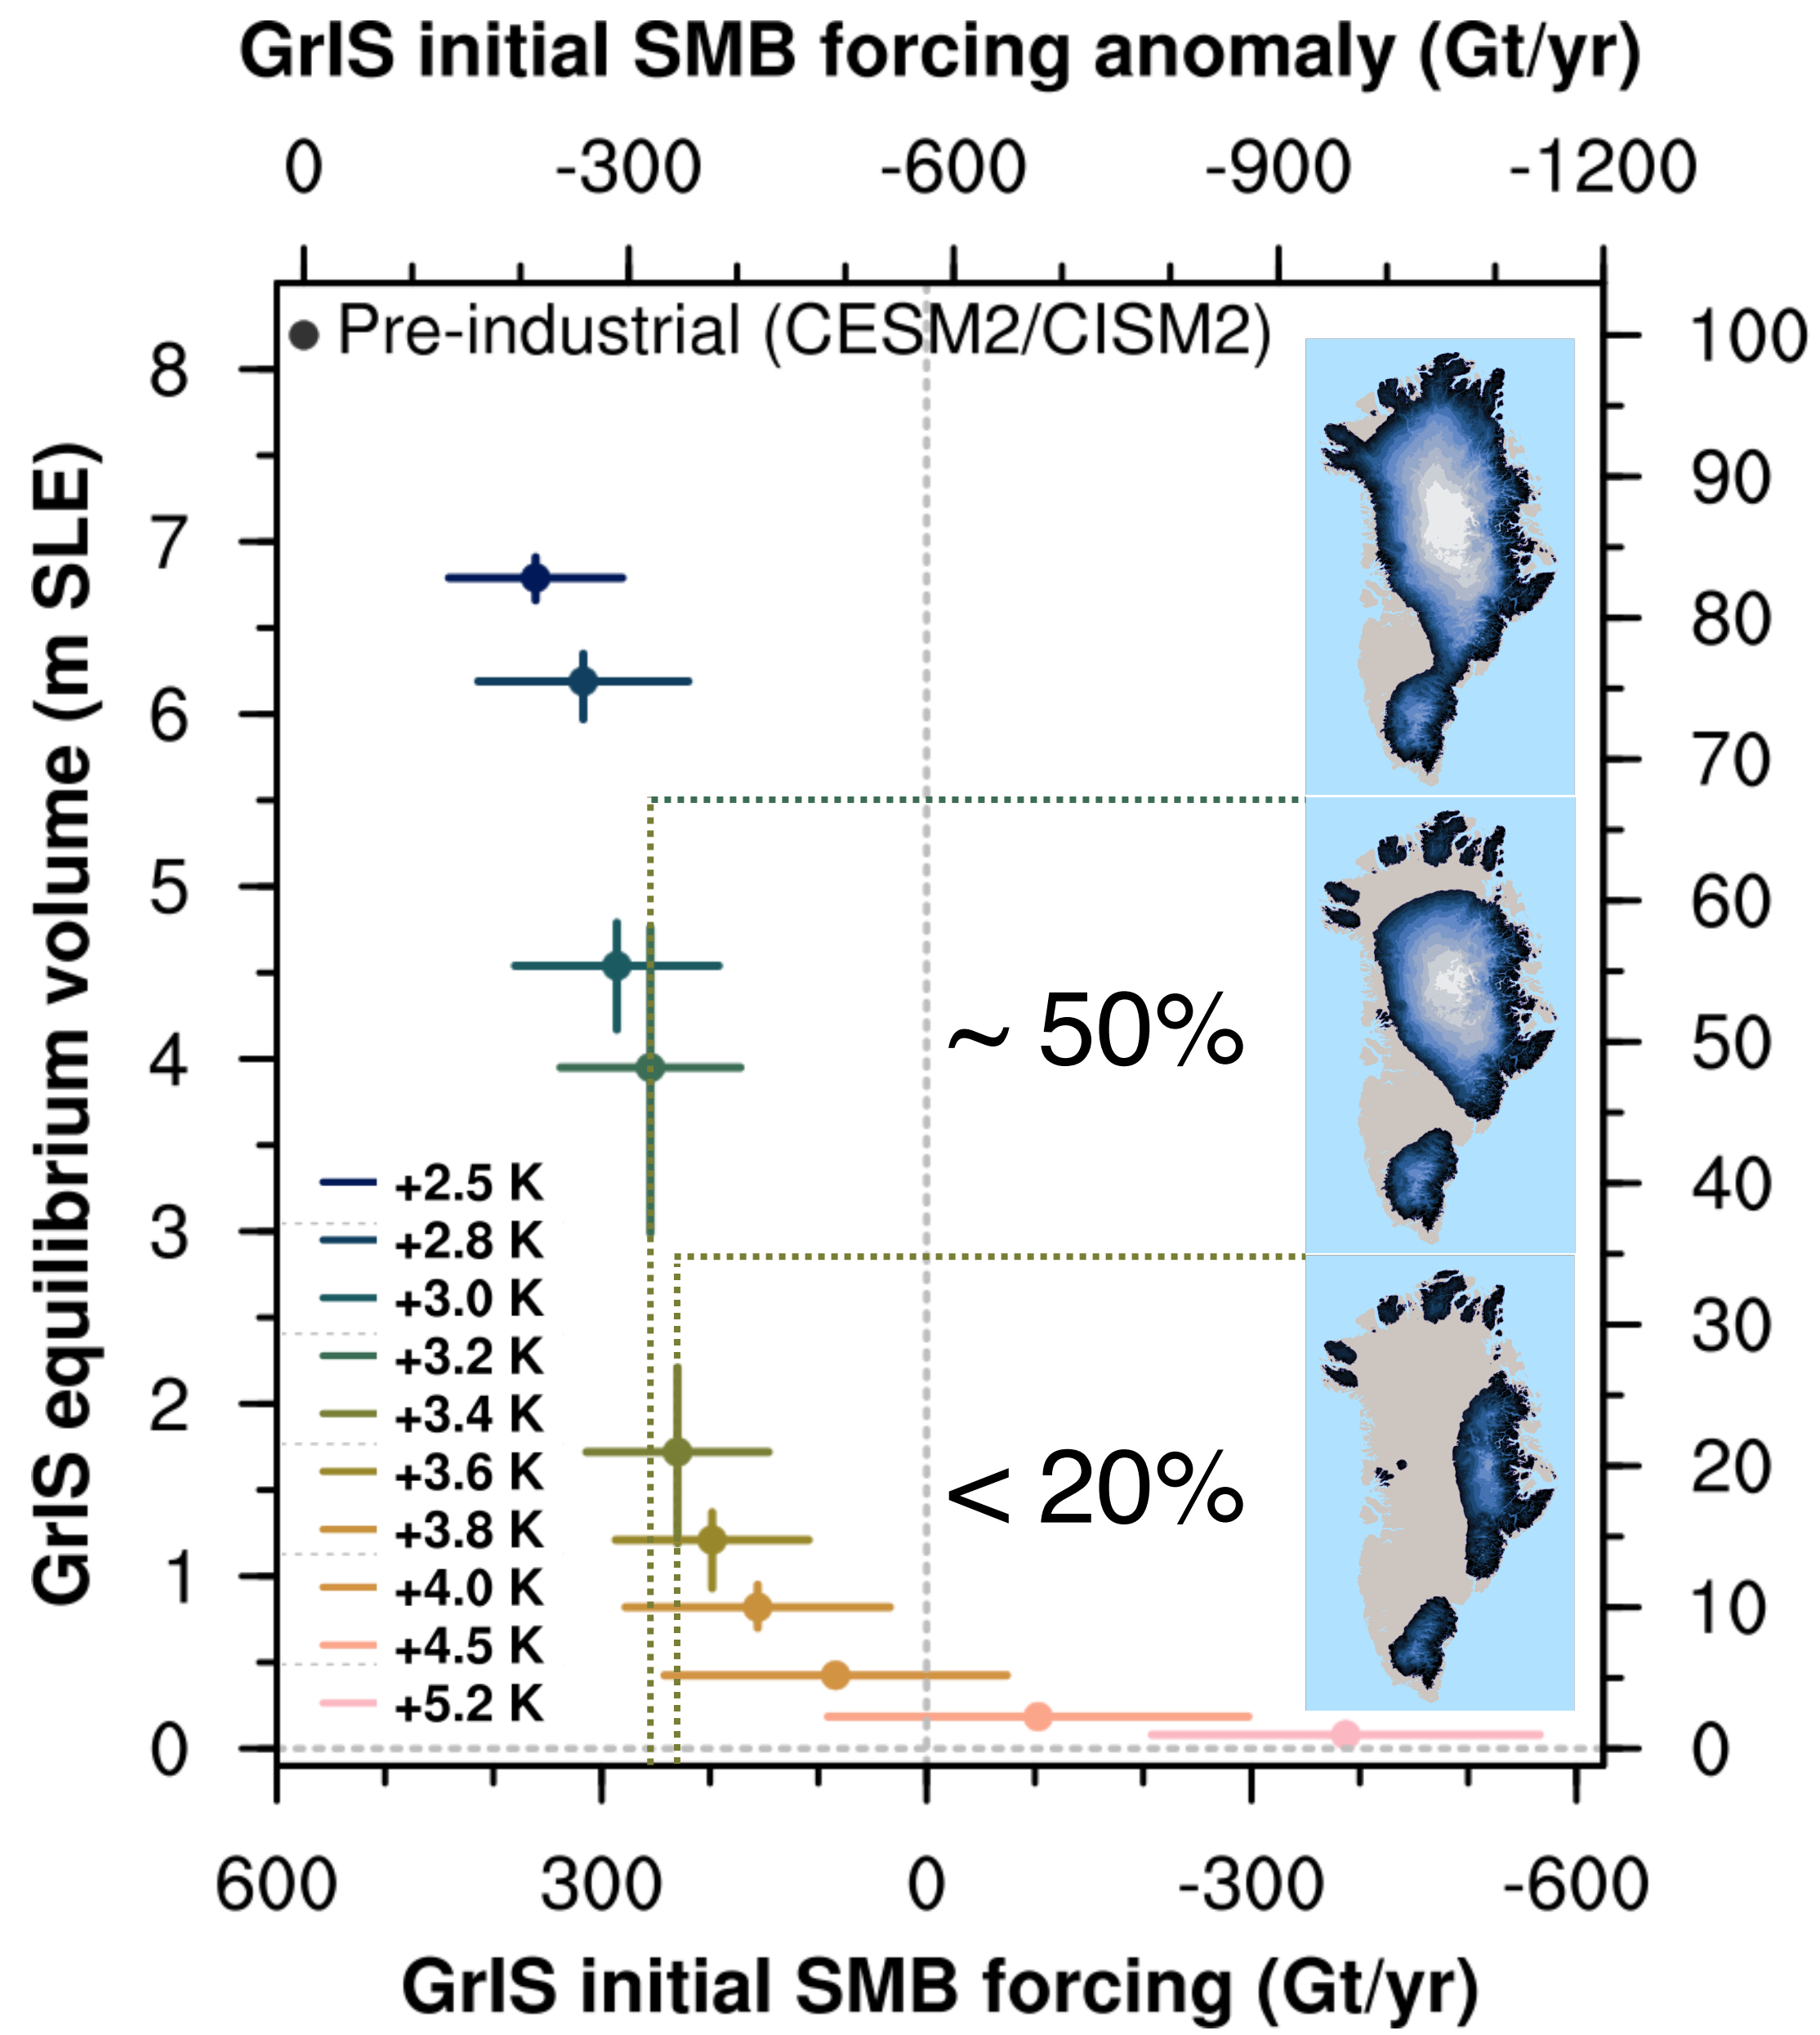 GrIS initial SMB forcing anomaly (Gt/yr)
0 -300 -600 -900 -1200
Pre-industrial (CESM2/CISM2)
GrIS equilibrium volume (m SLE)
8
7
6
5
4
3
2
1
0
100
90
80
70
60
50
40
30
20
10
0
~ 50%
< 20%
+2.5 K
+2.8 K
+3.0 K
+3.2 K
+3.4 K
+3.6 K
+3.8 K
+4.0 K
+4.5 K
+5.2 K
600 300 0 -300 -600
GrIS initial SMB forcing (Gt/yr)